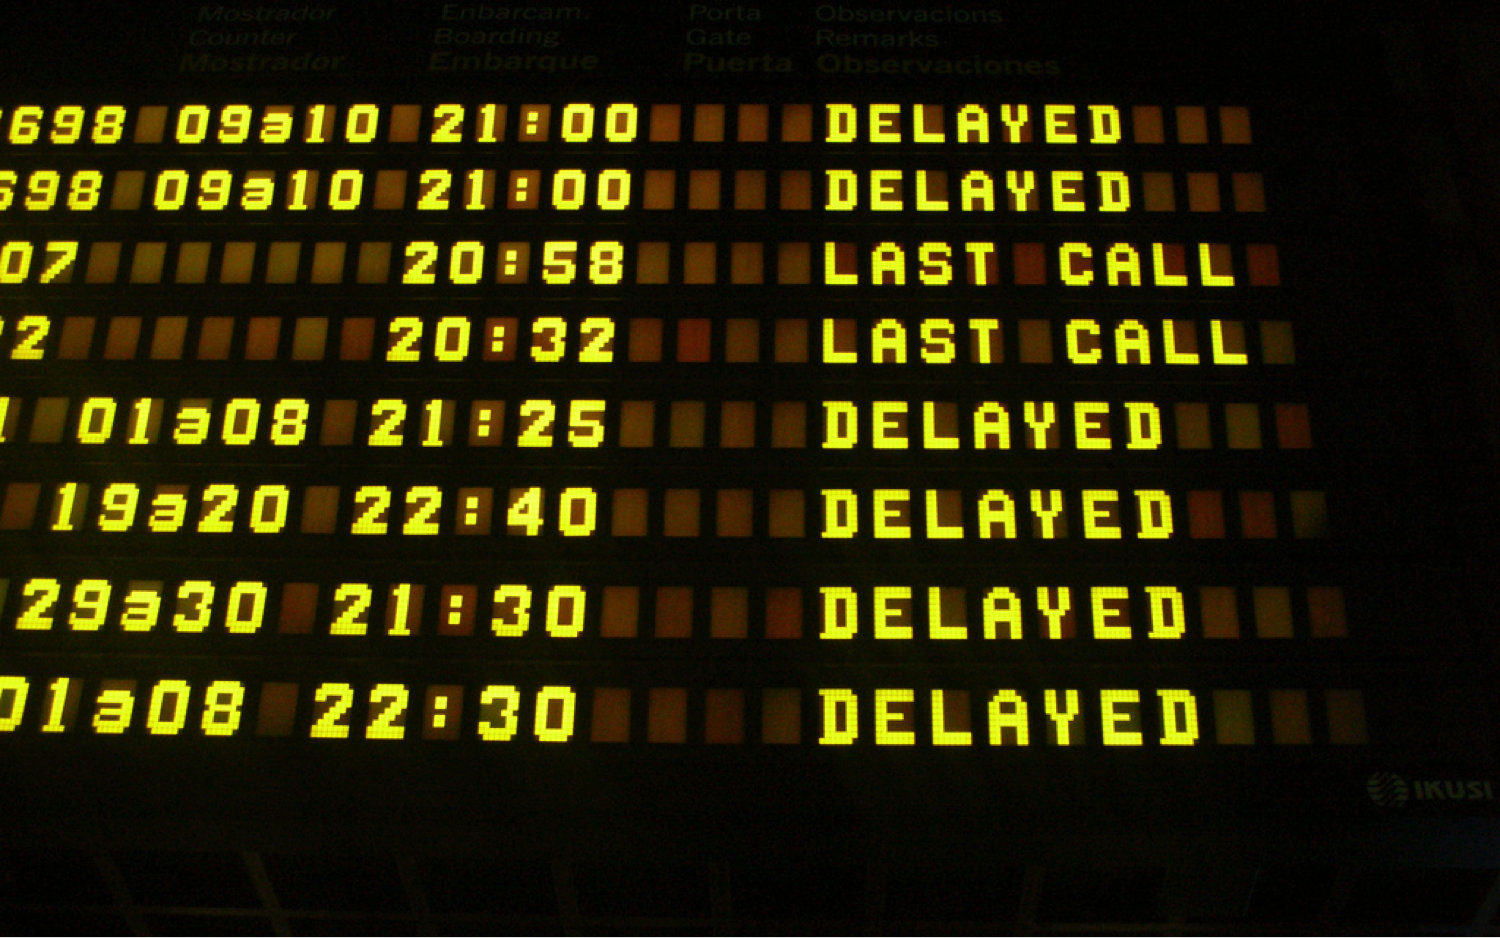 Mostrador Enbarcam. Porta Observacions
Counter Boarding Gate Remarks
Mostrador Embarque Puerta Observaciones
698 09a10 21:00 DELAYED
698 09a10 21:00 DELAYED
07 20:58 LAST CALL
2 20:32 LAST CALL
01a08 21:25 DELAYED
19a20 22:40 DELAYED
29a30 21:30 DELAYED
01a08 22:30 DELAYED
IKUSI